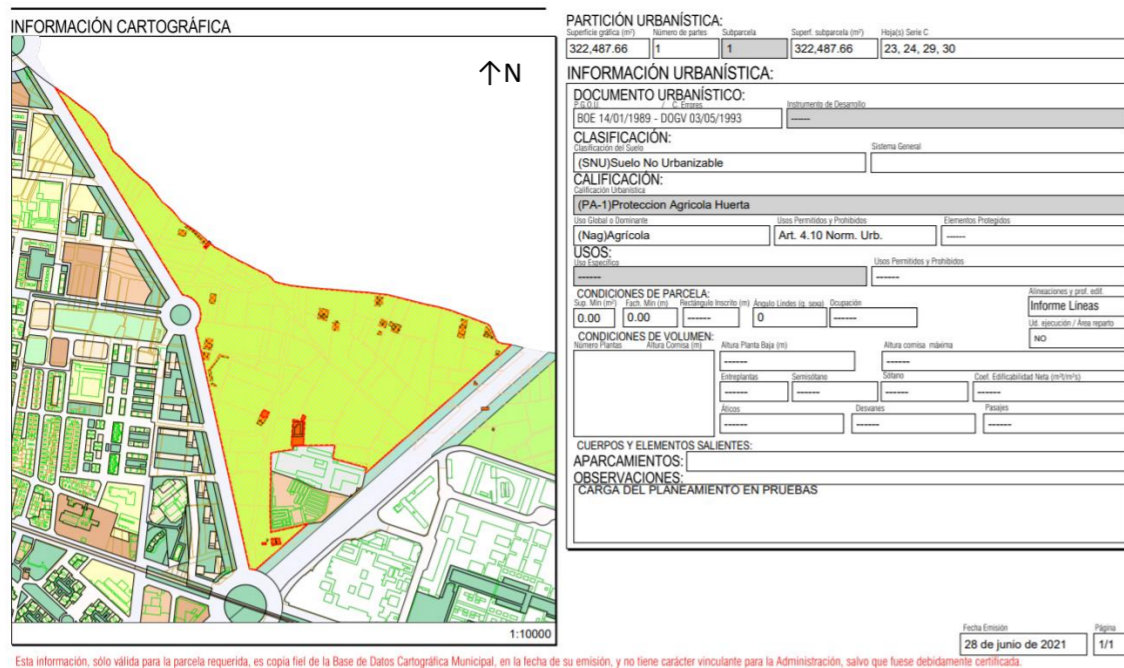 INFORMACIÓN CARTOGRÁFICA
↑N
1:10000
PARTICIÓN URBANÍSTICA:
Superficie gráfica (m²) Número de partes Subparcela Superf. subparcela (m²) Hoja(s) Serie C
322,487.66 1 1 322,487.66 23, 24, 29, 30
INFORMACIÓN URBANÍSTICA:
DOCUMENTO URBANÍSTICO:
P.G.O.U. / C. Errores Instrumento de Desarrollo
BOE 14/01/1989 - DOGV 03/05/1993 ------
CLASIFICACIÓN:
Clasificación del Suelo Sistema General
(SNU)Suelo No Urbanizable
CALIFICACIÓN:
Calificación Urbanística
(PA-1)Proteccion Agricola Huerta
Uso Global o Dominante Usos Permitidos y Prohibidos Elementos Protegidos
(Nag)Agrícola Art. 4.10 Norm. Urb. ------
USOS:
Uso Específico Usos Permitidos y Prohibidos
------ ------
CONDICIONES DE PARCELA: Alineaciones y prof. edif.
Sup. Min (m²) Fach. Min (m) Rectángulo Inscrito (m) Ángulo Lindes (g. sexa) Ocupación
0.00 0.00 ------ 0 ------ Informe Líneas
Ud. ejecución / Área reparto
NO
CONDICIONES DE VOLUMEN:
Número Plantas Altura Cornisa (m) Altura Planta Baja (m) Altura cornisa máxima
------ ------
Entreplantas Semisótano Sótano Coef. Edificabilidad Neta (m²t/m²s)
------ ------ ------ ------
Áticos Desvanes Pasajes
------ ------ ------
CUERPOS Y ELEMENTOS SALIENTES:
APARCAMIENTOS:
OBSERVACIONES:
CARGA DEL PLANEAMIENTO EN PRUEBAS
Fecha Emisión Página
28 de junio de 2021 1/1
Esta información, sólo válida para la parcela requerida, es copia fiel de la Base de Datos Cartográfica Municipal, en la fecha de su emisión, y no tiene carácter vinculante para la Administración, salvo que fuese debidamente certificada.